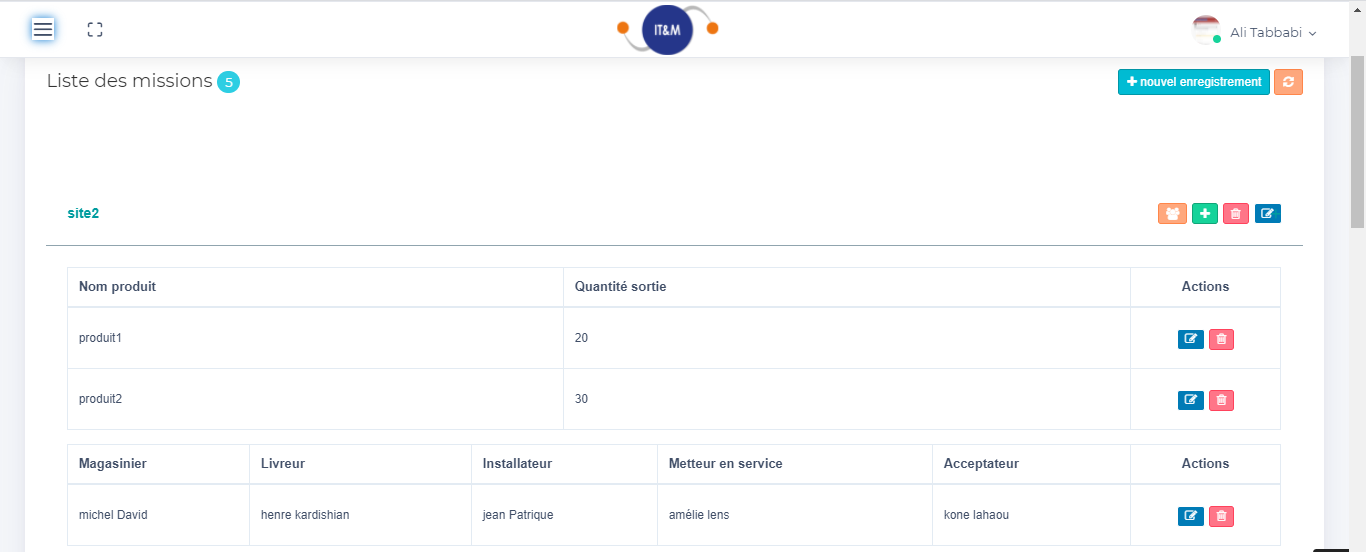 IT&M
Ali Tabbabi
Liste des missions 5
nouvel enregistrement
site2
Nom produit Quantité sortie Actions
produit1 20
produit2 30
Magasinier Livreur Installateur Metteur en service Acceptateur Actions
michel David henre kardishian jean Patrique amélie lens kone lahaou